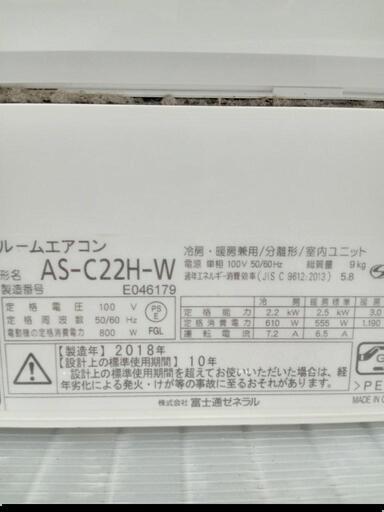 ルームエアコン
形名 AS-C22H-W
製造番号 E046179
冷房・暖房兼用/分離形/室内ユニット
電源 単相 100V 50/60Hz 総質量 9kg
通年エネルギー消費効率 (JIS C 9612:2013) 5.8
定格電圧 100 V
定格周波数 50/60 Hz
電動機の定格消費電力 800 W
PS E
FGL
冷房 暖房標準
定格能力 2.2 kW 2.5 kW 3.0
定格消費電力 610 W 555 W 1,190
運転電流 7.2 A 6.5 A
【製造年】2018年
【設計上の標準使用期間】10年
【設計上の標準使用期間を超えてお使いいただいた場合は、経
年劣化による発火・けが等の事故に至るおそれがあります】
株式会社 富士通ゼネラル
PE